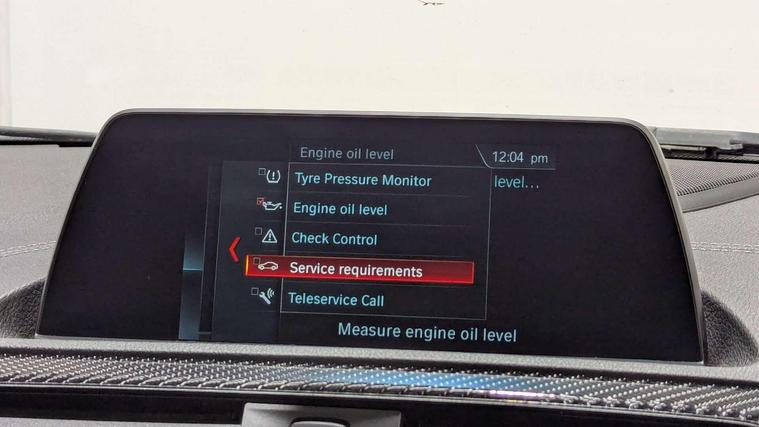 Engine oil level
12:04 pm
Tyre Pressure Monitor
level...
Engine oil level
Check Control
Service requirements
Teleservice Call
Measure engine oil level